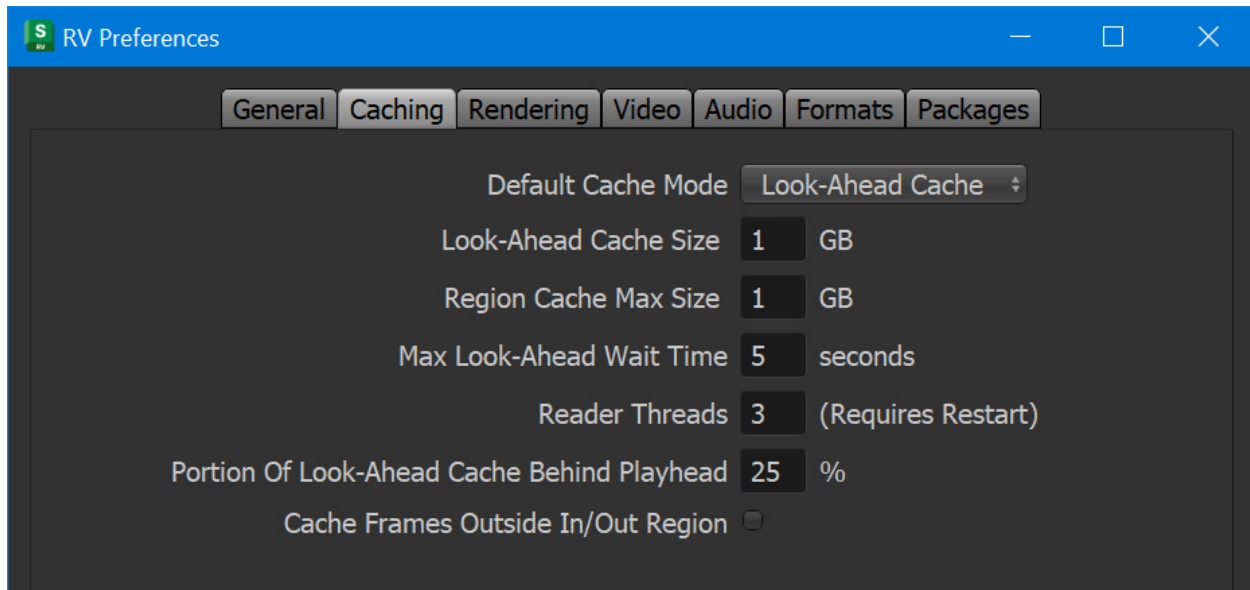 S
RV
RV Preferences
General Caching Rendering Video Audio Formats Packages
Default Cache Mode Look-Ahead Cache
Look-Ahead Cache Size 1 GB
Region Cache Max Size 1 GB
Max Look-Ahead Wait Time 5 seconds
Reader Threads 3 (Requires Restart)
Portion Of Look-Ahead Cache Behind Playhead 25 %
Cache Frames Outside In/Out Region